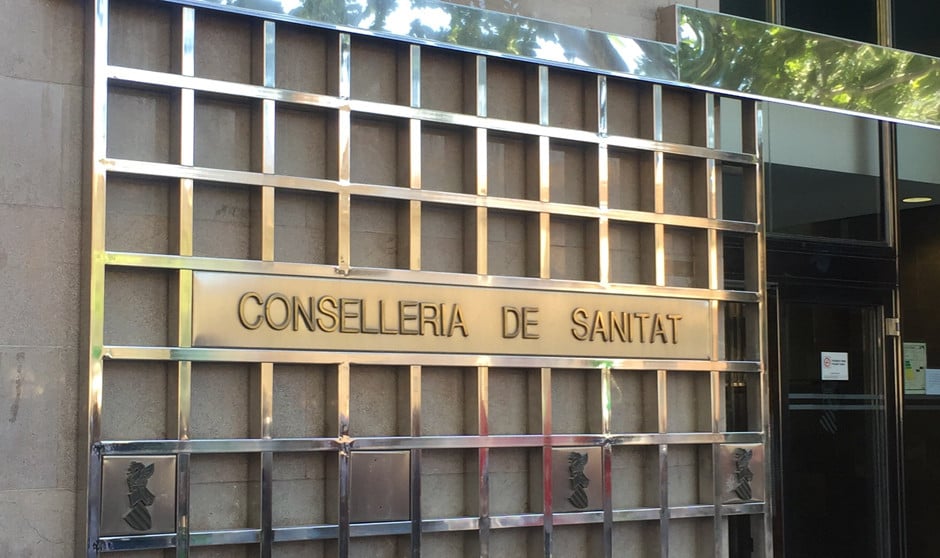 CONSELLERIA DE SANITAT